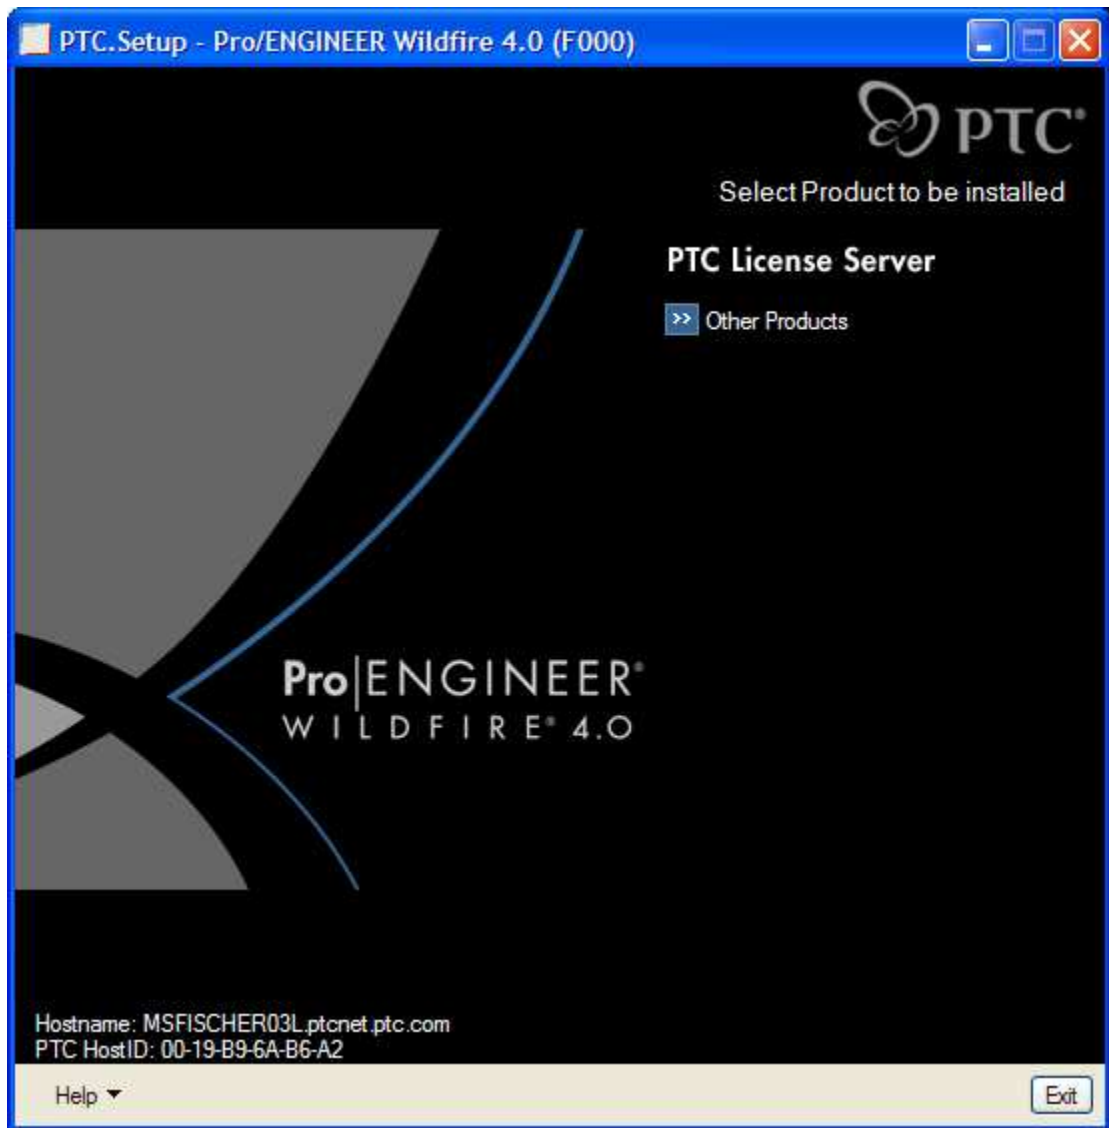 PTC.Setup - Pro/ENGINEER Wildfire 4.0 (F000)
PTC®
Select Product to be installed
PTC License Server
>> Other Products
Pro|ENGINEER®
WILDFIRE® 4.0
Hostname: MSFISCHER03L.ptcnet.ptc.com
PTC HostID: 00-19-B9-6A-B6-A2
Help
Exit